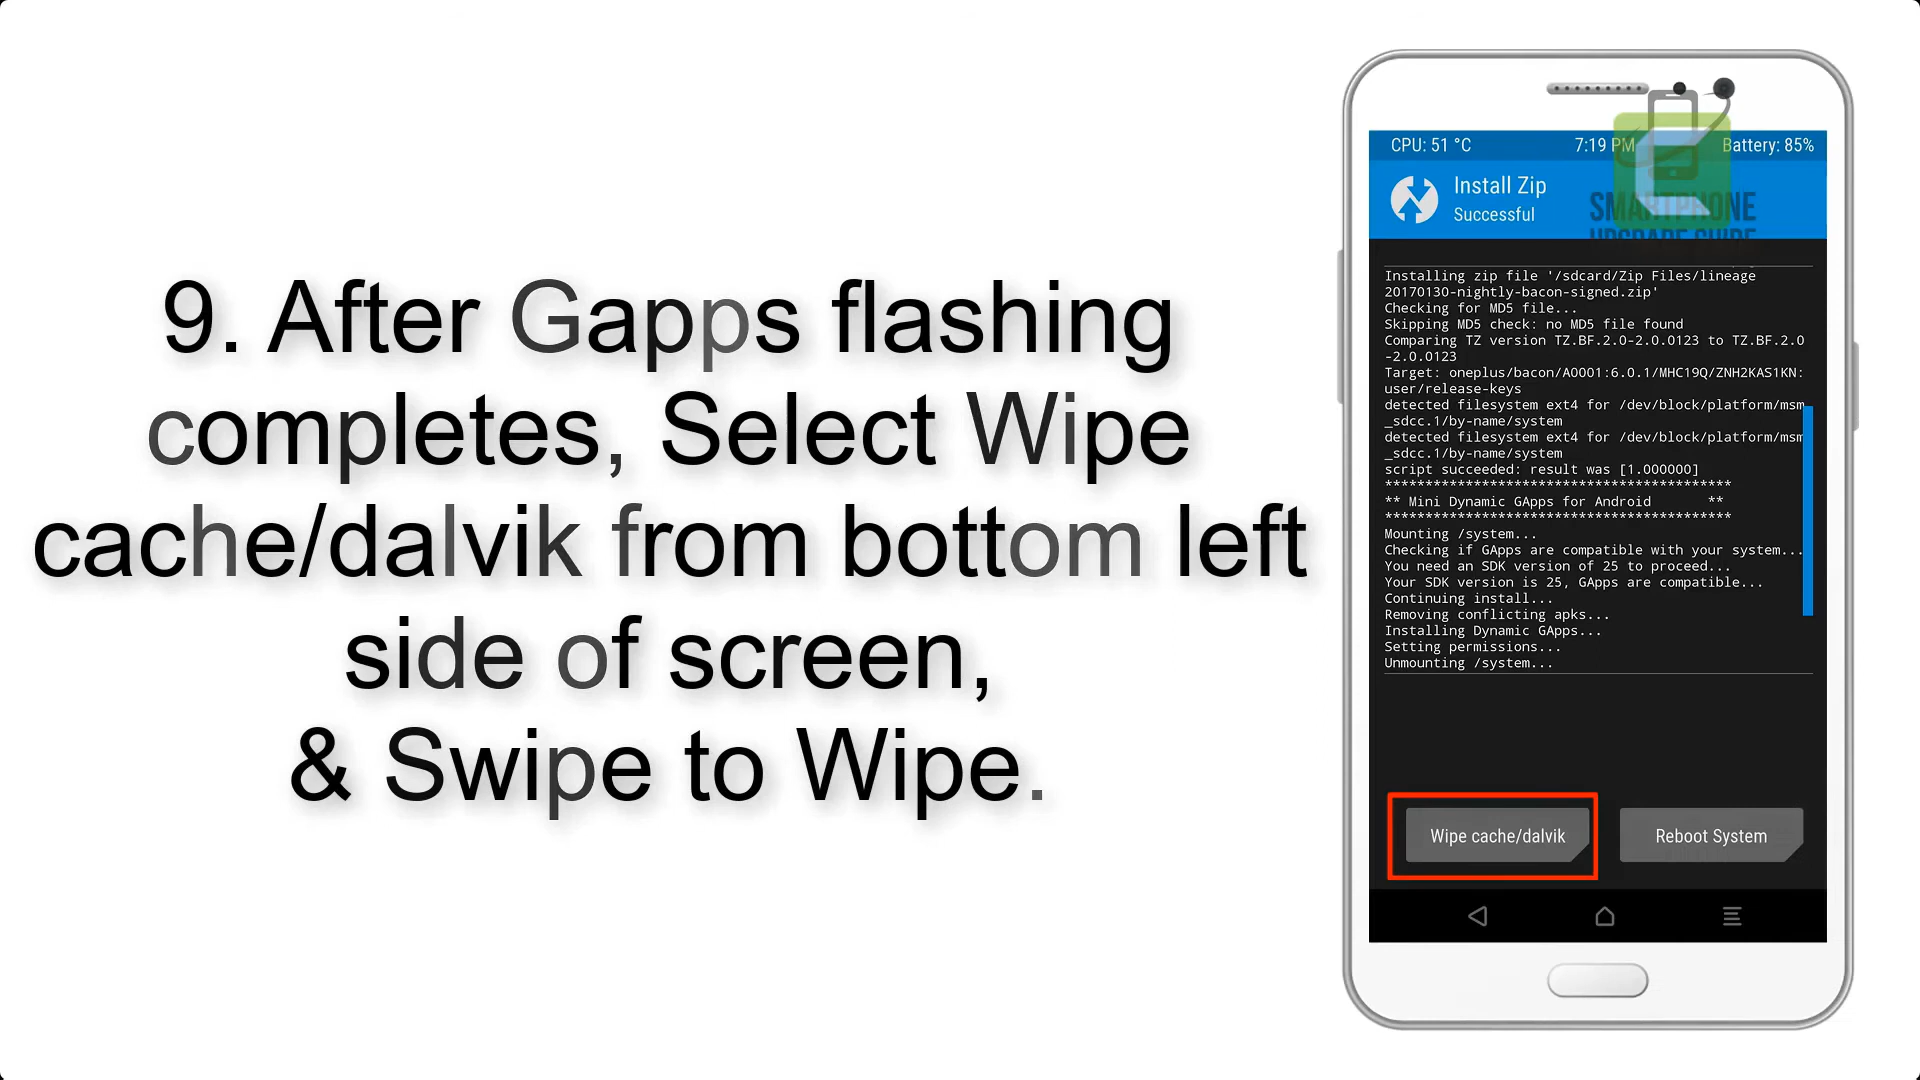 9. After Gapps flashing
completes, Select Wipe
cache/dalvik from bottom left
side of screen,
& Swipe to Wipe.
CPU: 51 °C 7:19 PM Battery: 85%
Install Zip
Successful
SMARTPHONE
UPGRADE GUIDE
Installing zip file '/sdcard/Zip Files/lineage
20170130-nightly-bacon-signed.zip'
Checking for MD5 file...
Skipping MD5 check: no MD5 file found
Comparing TZ version TZ.BF.2.0-2.0.0123 to TZ.BF.2.0
-2.0.0123
Target: oneplus/bacon/A0001:6.0.1/MHC19Q/ZNH2KAS1KN:
user/release-keys
detected filesystem ext4 for /dev/block/platform/msm
_sdcc.1/by-name/system
detected filesystem ext4 for /dev/block/platform/msm
_sdcc.1/by-name/system
script succeeded: result was [1.000000]
******************************************
** Mini Dynamic GApps for Android **
******************************************
Mounting /system...
Checking if GApps are compatible with your system...
You need an SDK version of 25 to proceed...
Your SDK version is 25, GApps are compatible...
Continuing install...
Removing conflicting apks...
Installing Dynamic GApps...
Setting permissions...
Unmounting /system...
Wipe cache/dalvik Reboot System